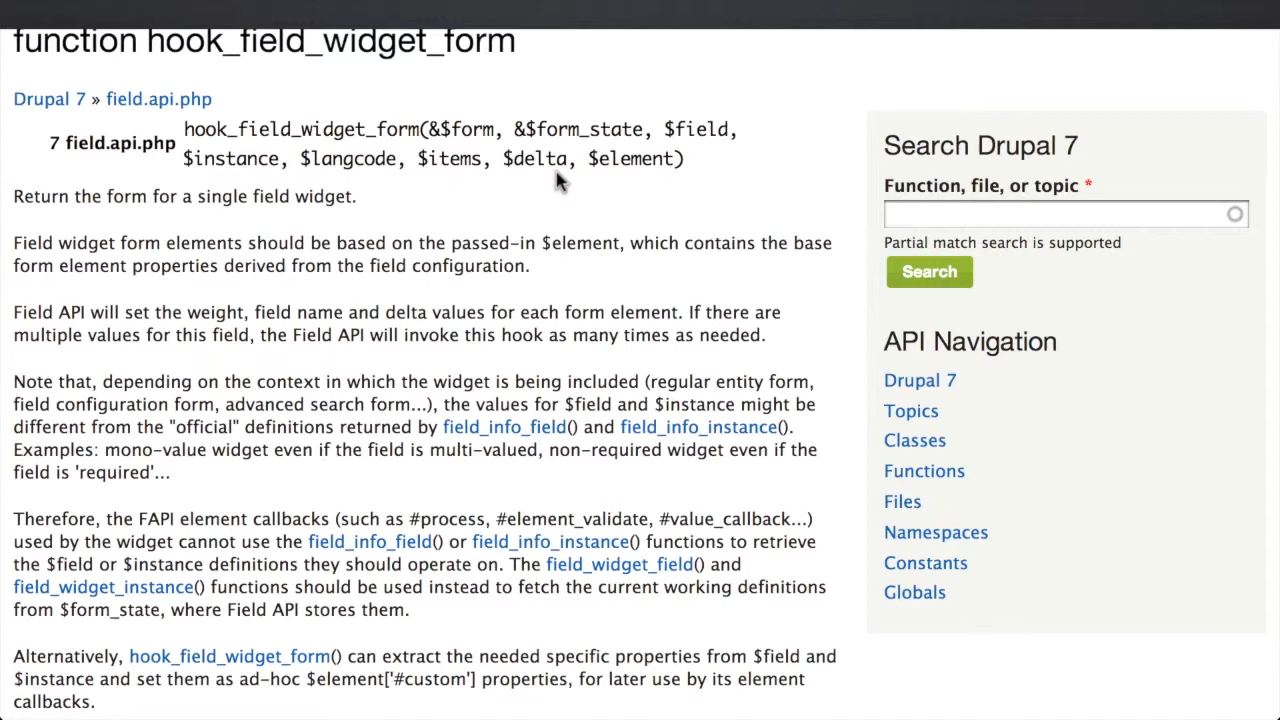 function hook_field_widget_form
Drupal 7 » field.api.php
7 field.api.php
hook_field_widget_form(&$form, &$form_state, $field,
$instance, $langcode, $items, $delta, $element)
Return the form for a single field widget.
Field widget form elements should be based on the passed-in $element, which contains the base
form element properties derived from the field configuration.
Field API will set the weight, field name and delta values for each form element. If there are
multiple values for this field, the Field API will invoke this hook as many times as needed.
Note that, depending on the context in which the widget is being included (regular entity form,
field configuration form, advanced search form...), the values for $field and $instance might be
different from the "official" definitions returned by field_info_field() and field_info_instance().
Examples: mono-value widget even if the field is multi-valued, non-required widget even if the
field is 'required'...
Therefore, the FAPI element callbacks (such as #process, #element_validate, #value_callback...)
used by the widget cannot use the field_info_field() or field_info_instance() functions to retrieve
the $field or $instance definitions they should operate on. The field_widget_field() and
field_widget_instance() functions should be used instead to fetch the current working definitions
from $form_state, where Field API stores them.
Alternatively, hook_field_widget_form() can extract the needed specific properties from $field and
$instance and set them as ad-hoc $element['#custom'] properties, for later use by its element
callbacks.
Search Drupal 7
Function, file, or topic *
Partial match search is supported
Search
API Navigation
Drupal 7
Topics
Classes
Functions
Files
Namespaces
Constants
Globals